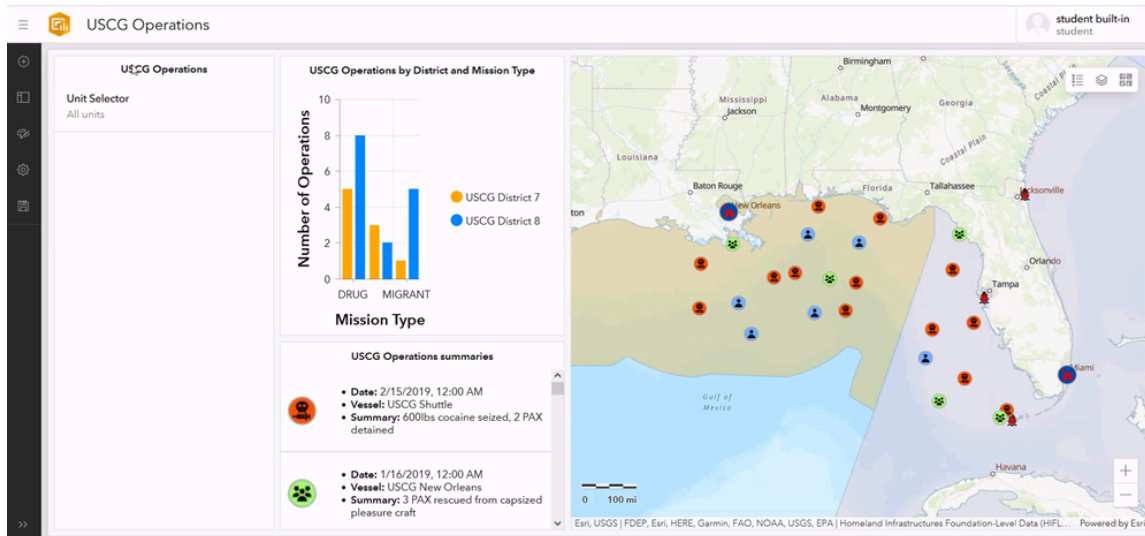 USCG Operations
student built-in
student
USCG Operations
Unit Selector
All units
USCG Operations by District and Mission Type
Number of Operations
10
8
6
4
2
0
DRUG MIGRANT
Mission Type
USCG District 7
USCG District 8
USCG Operations summaries
• Date: 2/15/2019, 12:00 AM
• Vessel: USCG Shuttle
• Summary: 600lbs cocaine seized, 2 PAX
detained
• Date: 1/16/2019, 12:00 AM
• Vessel: USCG New Orleans
• Summary: 3 PAX rescued from capsized
pleasure craft
Birmingham
Mississippi
Alabama
Georgia
Jackson
Montgomery
Coastal Plain
Louisiana
Baton Rouge
Florida
Tallahassee
Jacksonville
New Orleans
ton
Orlando
Tampa
Miami
Gulf of
Mexico
Havana
0 100 mi
Esri, USGS | FDEP, Esri, HERE, Garmin, FAO, NOAA, USGS, EPA | Homeland Infrastructures Foundation-Level Data (HIFL... Powered by Esri